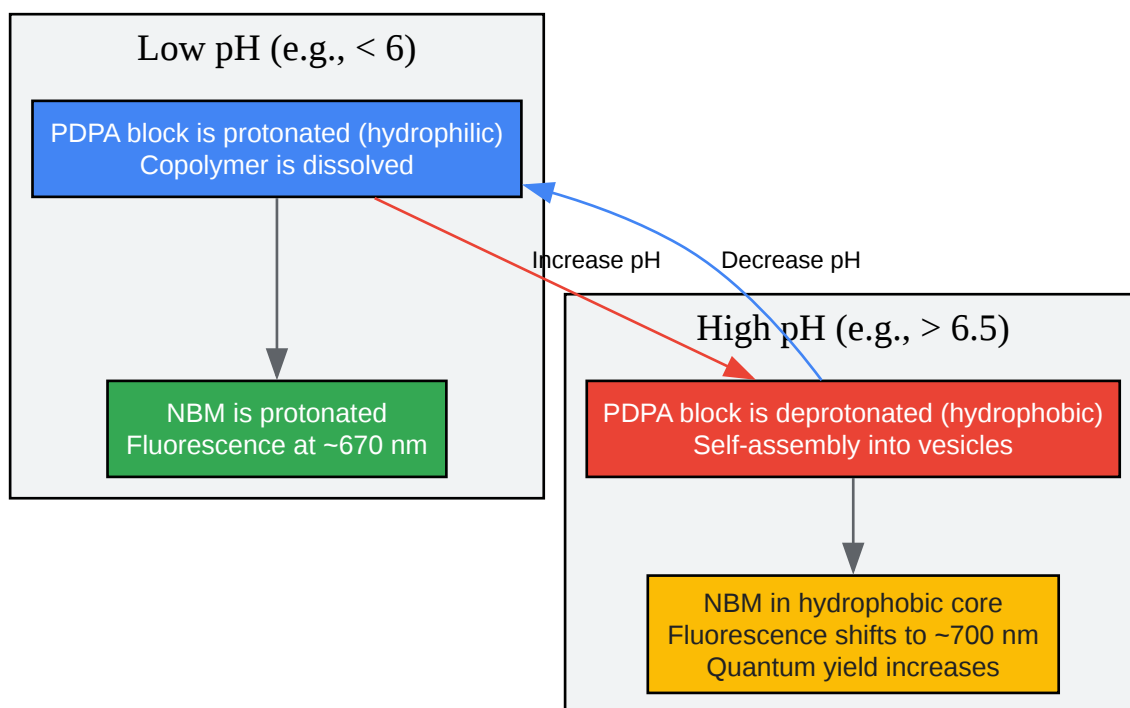 Low pH (e.g., < 6)
PDPA block is protonated (hydrophilic)
Copolymer is dissolved
Increase pH
Decrease pH
NBM is protonated
Fluorescence at ~670 nm
High pH (e.g., > 6.5)
PDPA block is deprotonated (hydrophobic)
Self-assembly into vesicles
NBM in hydrophobic core
Fluorescence shifts to ~700 nm
Quantum yield increases